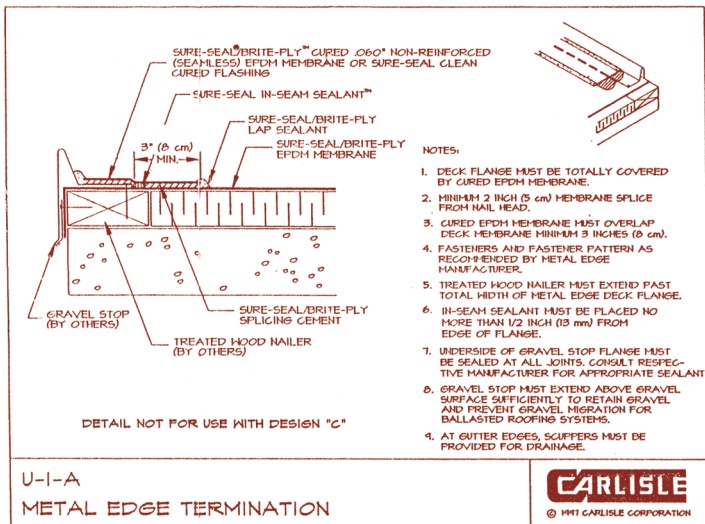 SURE-SEAL®/BRITE-PLY™ CURED .060" NON-REINFORCED
(SEAMLESS) EPDM MEMBRANE OR SURE-SEAL CLEAN
CURED FLASHING
SURE-SEAL IN-SEAM SEALANT™
3" (8 cm)
MIN.
SURE-SEAL/BRITE-PLY
LAP SEALANT
SURE-SEAL/BRITE-PLY
EPDM MEMBRANE
GRAVEL STOP
(BY OTHERS)
SURE-SEAL/BRITE-PLY
SPLICING CEMENT
TREATED WOOD NAILER
(BY OTHERS)
DETAIL NOT FOR USE WITH DESIGN "C"
NOTES:
1. DECK FLANGE MUST BE TOTALLY COVERED
BY CURED EPDM MEMBRANE.
2. MINIMUM 2 INCH (5 cm) MEMBRANE SPLICE
FROM NAIL HEAD.
3. CURED EPDM MEMBRANE MUST OVERLAP
DECK MEMBRANE MINIMUM 3 INCHES (8 cm).
4. FASTENERS AND FASTENER PATTERN AS
RECOMMENDED BY METAL EDGE
MANUFACTURER.
5. TREATED WOOD NAILER MUST EXTEND PAST
TOTAL WIDTH OF METAL EDGE DECK FLANGE.
6. IN-SEAM SEALANT MUST BE PLACED NO
MORE THAN 1/2 INCH (13 mm) FROM
EDGE OF FLANGE.
7. UNDERSIDE OF GRAVEL STOP FLANGE MUST
BE SEALED AT ALL JOINTS. CONSULT RESPEC-
TIVE MANUFACTURER FOR APPROPRIATE SEALANT
8. GRAVEL STOP MUST EXTEND ABOVE GRAVEL
SURFACE SUFFICIENTLY TO RETAIN GRAVEL
AND PREVENT GRAVEL MIGRATION FOR
BALLASTED ROOFING SYSTEMS.
9. AT GUTTER EDGES, SCUPPERS MUST BE
PROVIDED FOR DRAINAGE.
U-1-A
METAL EDGE TERMINATION
CARLISLE
© CARLISLE CORPORATION